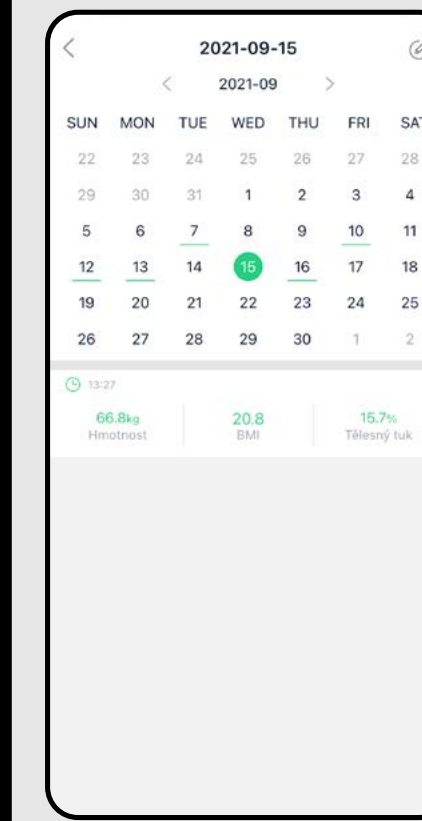 2021-09-15
2021-09
SUN MON TUE WED THU FRI SAT
22 23 24 25 26 27 28
29 30 31 1 2 3 4
5 6 7 8 9 10 11
12 13 14 15 16 17 18
19 20 21 22 23 24 25
26 27 28 29 30 1 2
13:27
66.8kg 20.8 15.7%
Hmotnost BMI Tělesný tuk